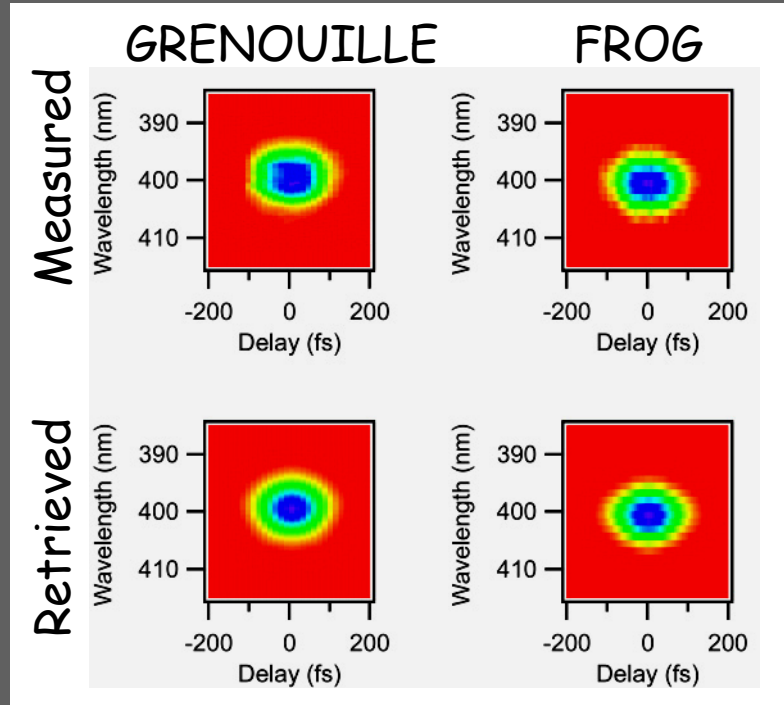 GRENOUILLE FROG
Measured
Wavelength (nm)
390
400
410
-200 0 200
Delay (fs)
Wavelength (nm)
390
400
410
-200 0 200
Delay (fs)
Retrieved
Wavelength (nm)
390
400
410
-200 0 200
Delay (fs)
Wavelength (nm)
390
400
410
-200 0 200
Delay (fs)